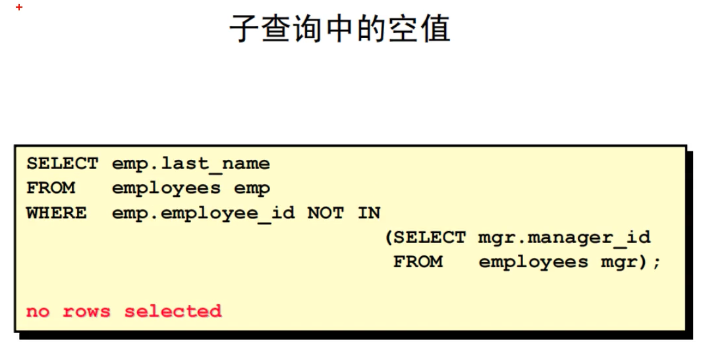 子查询中的空值
SELECT emp.last_name
FROM   employees emp
WHERE  emp.employee_id NOT IN
(SELECT mgr.manager_id
FROM   employees mgr);
no rows selected